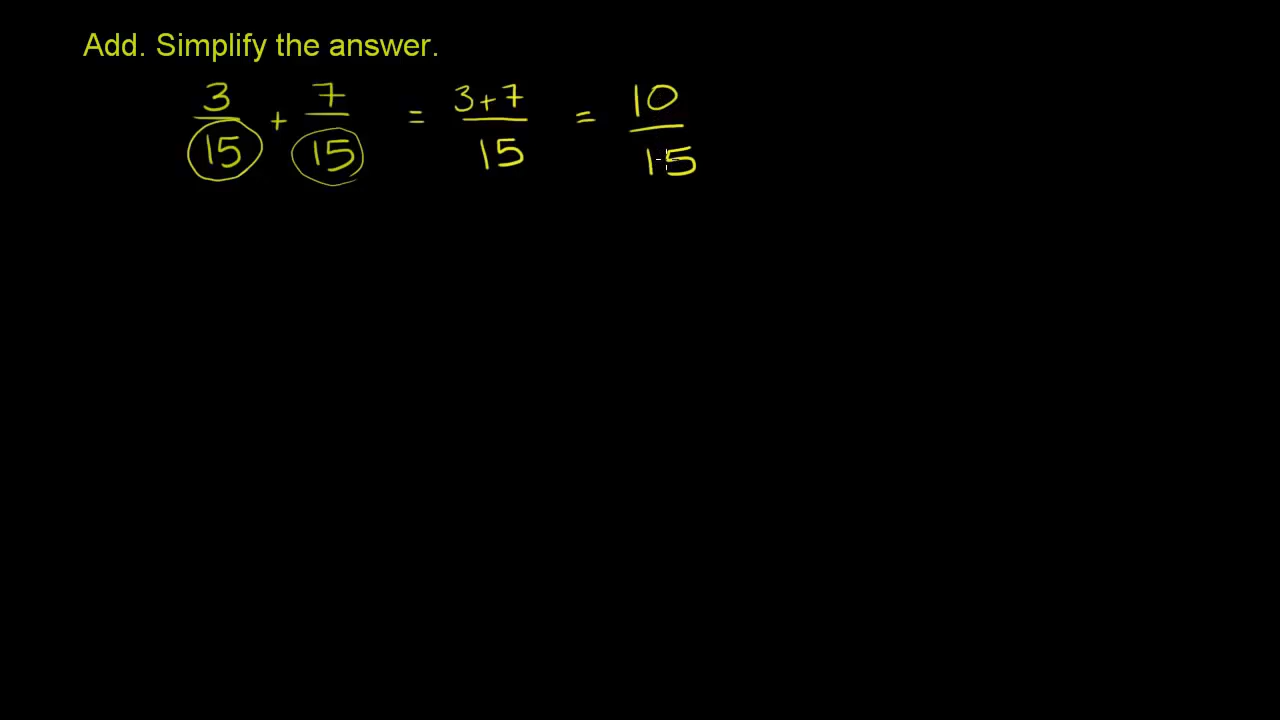 Add. Simplify the answer.
3/15 + 7/15 = 3+7/15 = 10/15